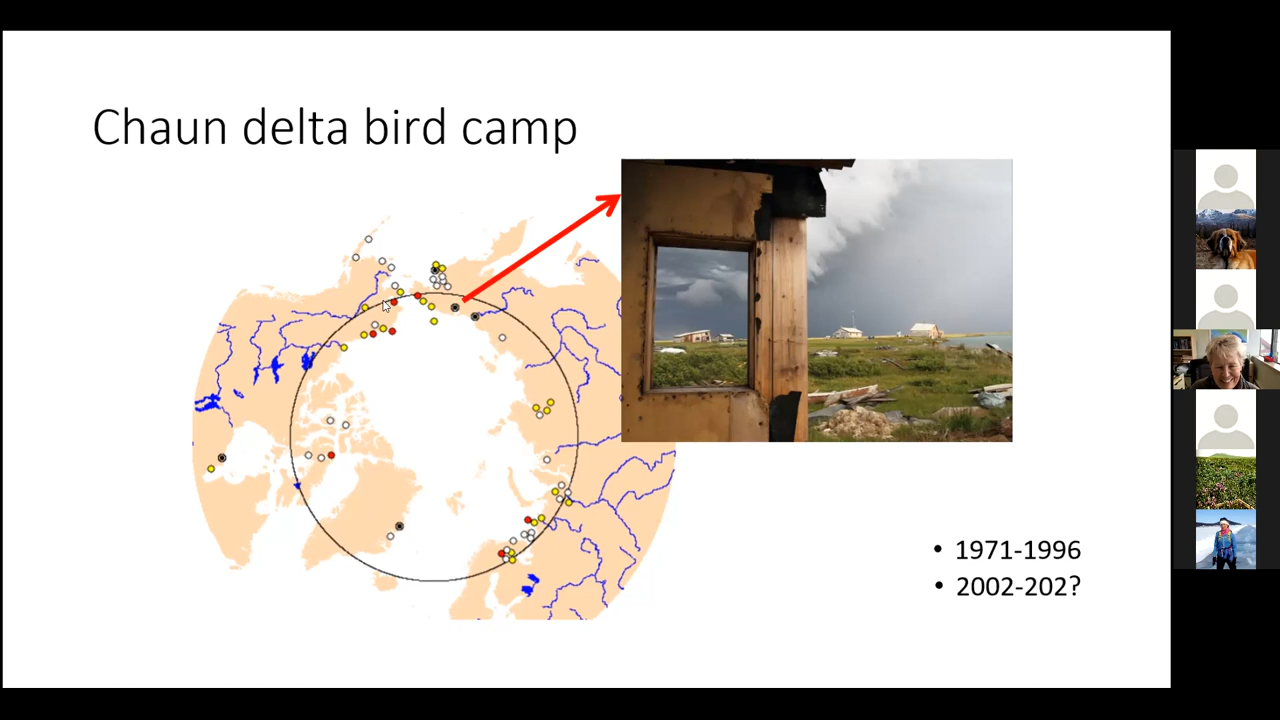 Chaun delta bird camp
• 1971-1996
• 2002-202?